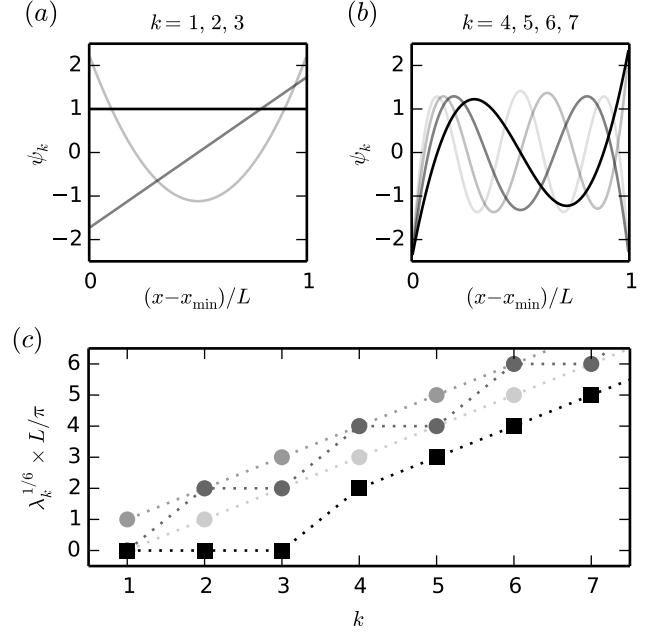 (a) k = 1, 2, 3
2
1
0
−1
−2
ψk
0 1
(x−xmin)/L
(b) k = 4, 5, 6, 7
2
1
0
−1
−2
ψk
0 1
(x−xmin)/L
(c)
6
5
4
3
2
1
0
λk^1/6 × L/π
1 2 3 4 5 6 7
k